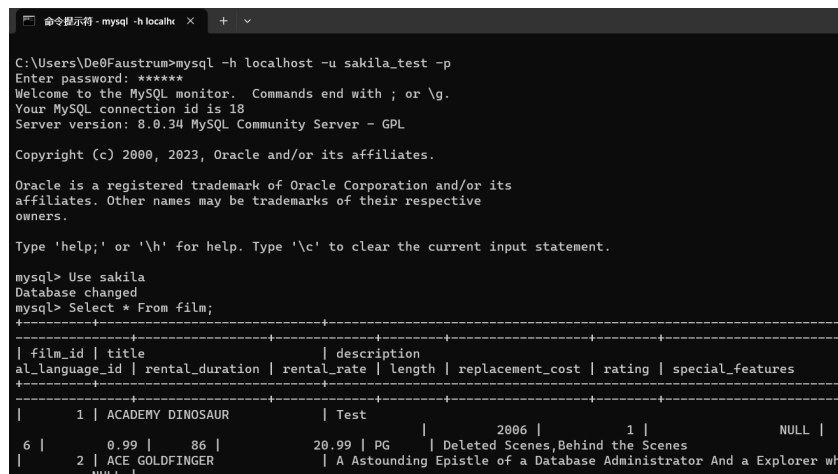 命令提示符 - mysql -h localhc
C:\Users\De0Faustrum>mysql -h localhost -u sakila_test -p
Enter password: ******
Welcome to the MySQL monitor.  Commands end with ; or \g.
Your MySQL connection id is 18
Server version: 8.0.34 MySQL Community Server - GPL
Copyright (c) 2000, 2023, Oracle and/or its affiliates.
Oracle is a registered trademark of Oracle Corporation and/or its
affiliates. Other names may be trademarks of their respective
owners.
Type 'help;' or '\h' for help. Type '\c' to clear the current input statement.
mysql> Use sakila
Database changed
mysql> Select * From film;
| film_id | title | description
al_language_id | rental_duration | rental_rate | length | replacement_cost | rating | special_features
| 1 | ACADEMY DINOSAUR | Test
| 2006 | 1 | NULL |
6 | 0.99 | 86 | 20.99 | PG | Deleted Scenes,Behind the Scenes
| 2 | ACE GOLDFINGER | A Astounding Epistle of a Database Administrator And a Explorer wh